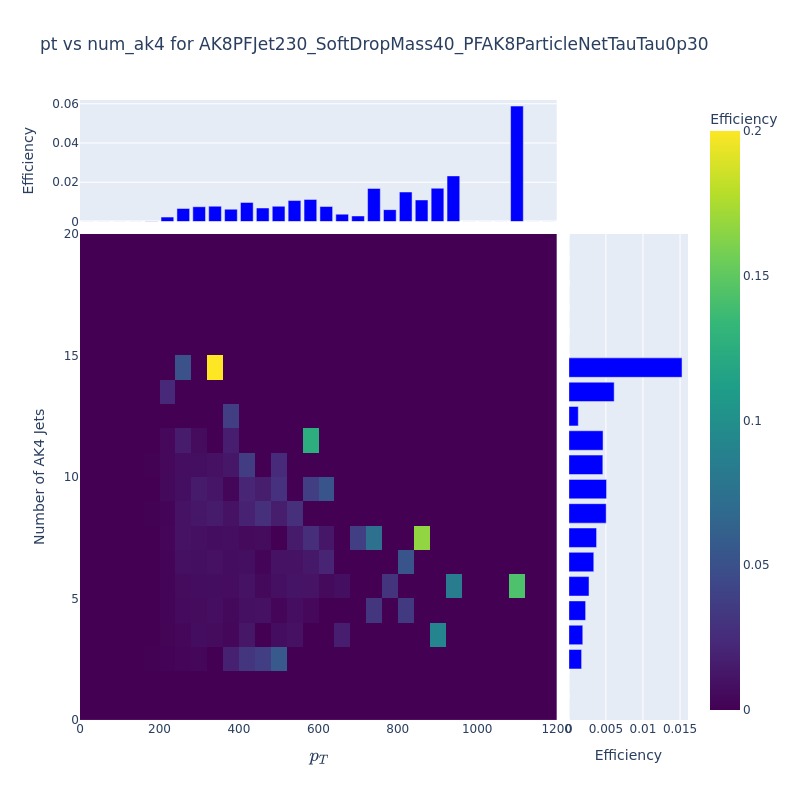 pt vs num_ak4 for AK8PFJet230_SoftDropMass40_PFAK8ParticleNetTauTau0p30
Efficiency
0.06
0.04
0.02
0
Efficiency
0.2
0.15
0.1
0.05
0
Number of AK4 Jets
20
15
10
5
0
0 200 400 600 800 1000 1200
p_T
0 0.005 0.01 0.015
Efficiency